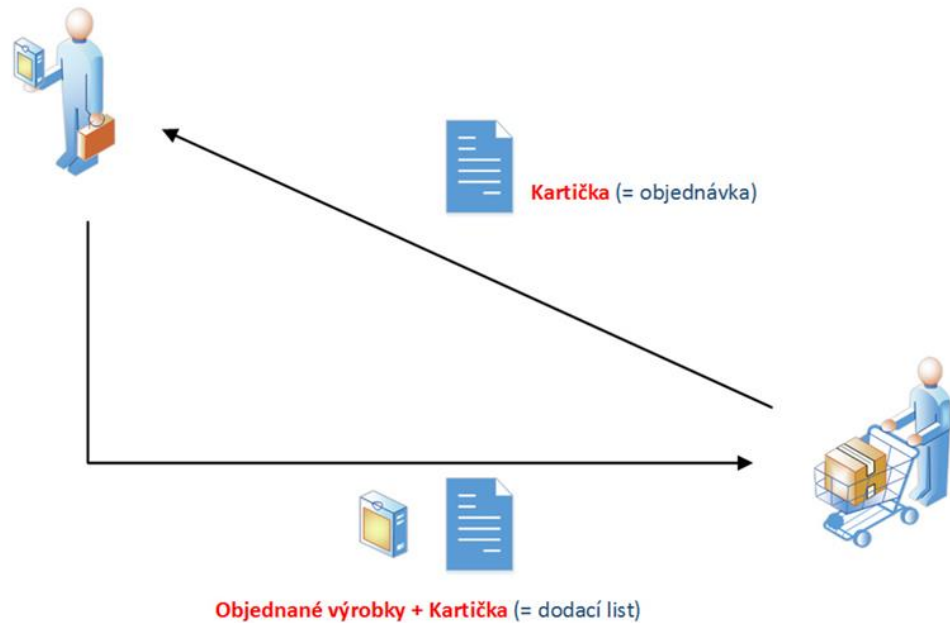 Kartička (= objednávka)
Objednané výrobky + Kartička (= dodací list)